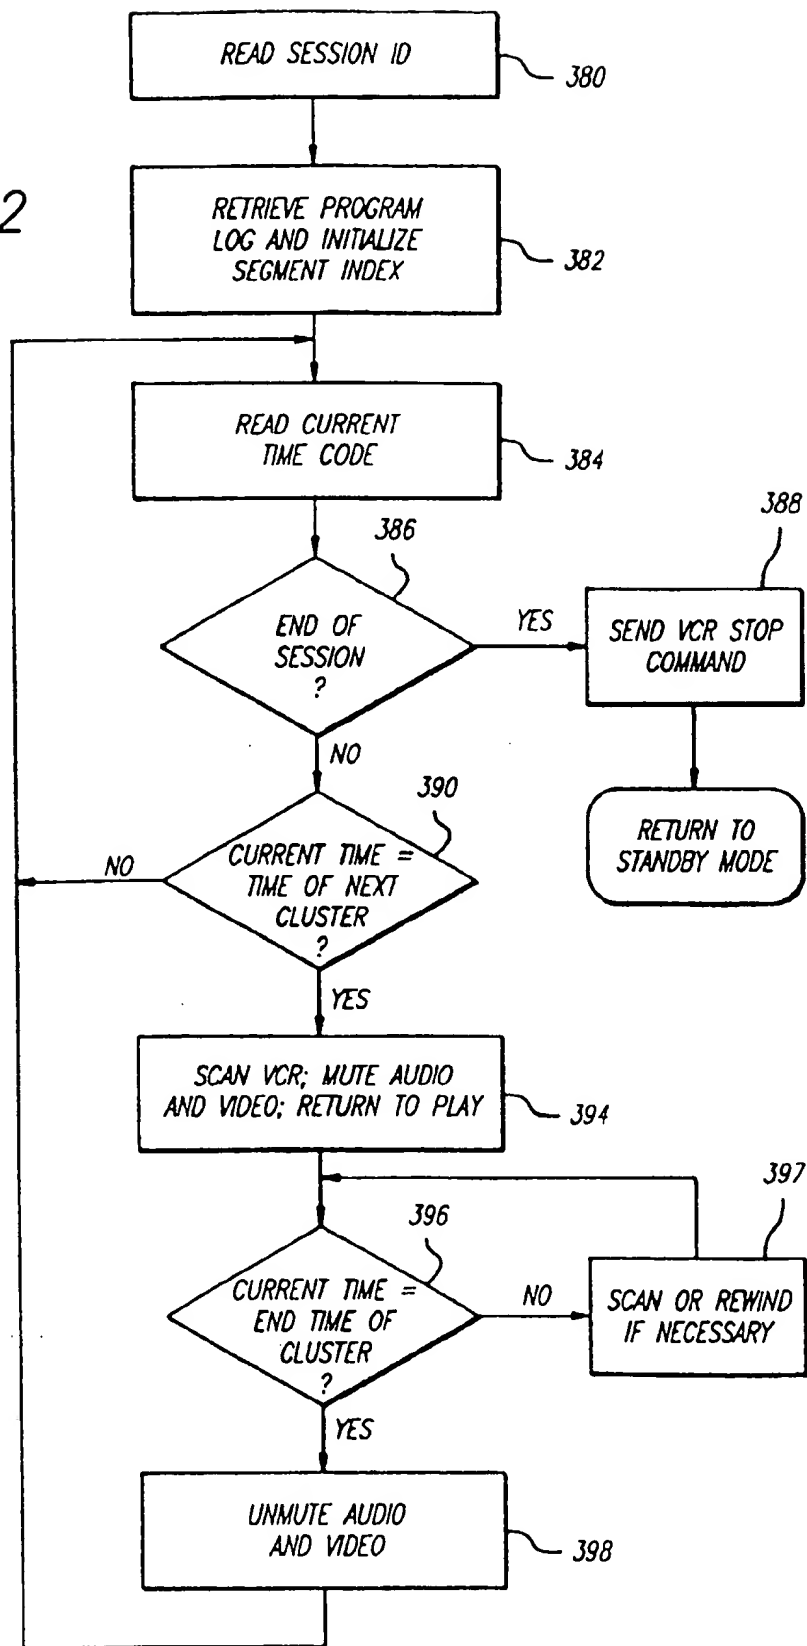 READ SESSION ID
380
2
RETRIEVE PROGRAM
LOG AND INITIALIZE
SEGMENT INDEX
382
READ CURRENT
TIME CODE
384
386
388
END OF
SESSION
?
YES
SEND VCR STOP
COMMAND
NO
390
RETURN TO
STANDBY MODE
CURRENT TIME =
TIME OF NEXT
CLUSTER
?
NO
YES
SCAN VCR; MUTE AUDIO
AND VIDEO; RETURN TO PLAY
394
396
397
CURRENT TIME =
END TIME OF
CLUSTER
?
NO
SCAN OR REWIND
IF NECESSARY
YES
UNMUTE AUDIO
AND VIDEO
398